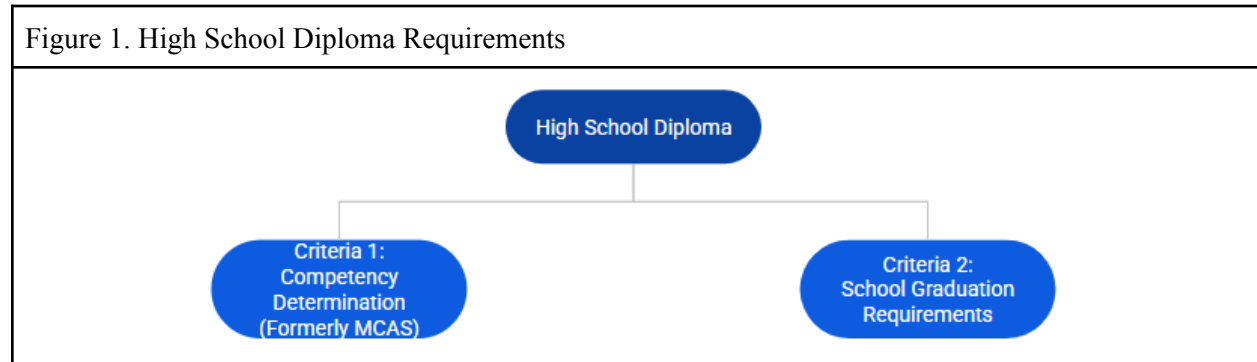 Figure 1. High School Diploma Requirements
High School Diploma
Criteria 1:
Competency
Determination
(Formerly MCAS)
Criteria 2:
School Graduation
Requirements